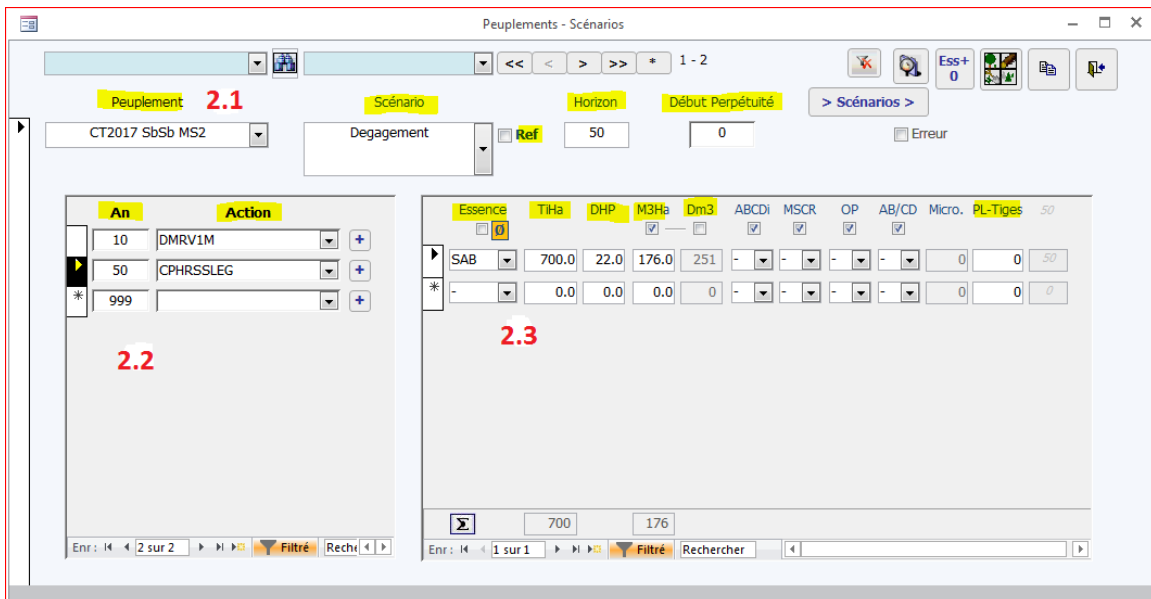 Peuplements - Scénarios
<< < > >> * 1 - 2
Ess+
0
Peuplement 2.1 Scénario Horizon Début Perpétuité > Scénarios >
CT2017 SbSb MS2 Degagement Ref 50 0 Erreur
An Action
10 DMRV1M +
50 CPHRSSLEG +
* 999 +
2.2
Essence TiHa DHP M3Ha Dm3 ABCDi MSCR OP AB/CD Micro. PL-Tiges 50
Ø
SAB 700.0 22.0 176.0 251 - - - - 0 0 50
* - 0.0 0.0 0.0 0 - - - - 0 0 0
2.3
Σ 700 176
Enr : 2 sur 2 Filtré Reche
Enr : 1 sur 1 Filtré Rechercher